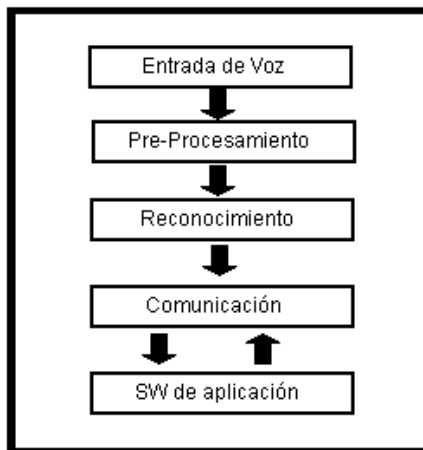 Entrada de Voz
Pre-Procesamiento
Reconocimiento
Comunicación
SW de aplicación